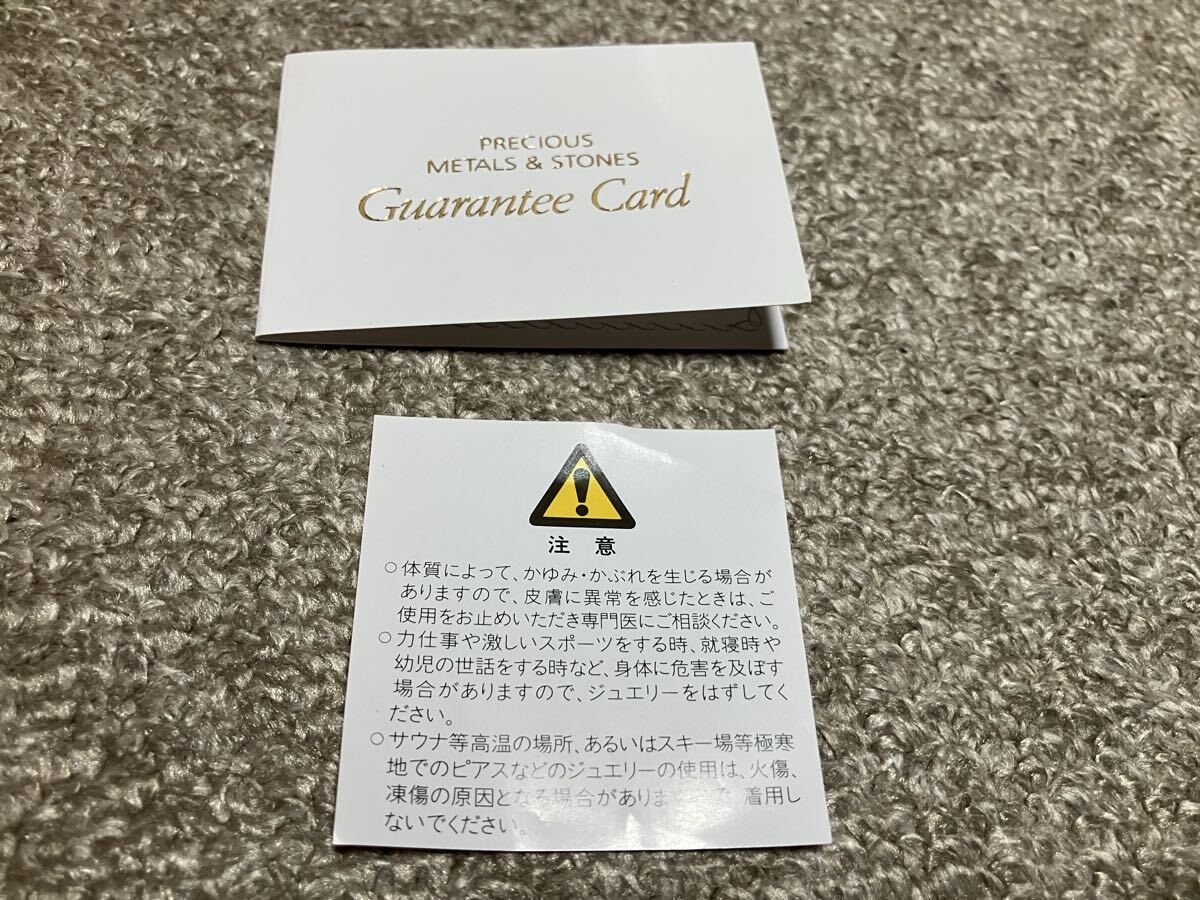 PRECIOUS
METALS & STONES
Guarantee Card
注 意
○体質によって、かゆみ・かぶれを生じる場合が
ありますので、皮膚に異常を感じたときは、ご
使用をお止めいただき専門医にご相談ください。
○力仕事や激しいスポーツをする時、就寝時や
幼児の世話をする時など、身体に危害を及ぼす
場合がありますので、ジュエリーをはずしてく
ださい。
○サウナ等高温の場所、あるいはスキー場等極寒
地でのピアスなどのジュエリーの使用は、火傷、
凍傷の原因となる場合がありますので、着用し
ないでください。